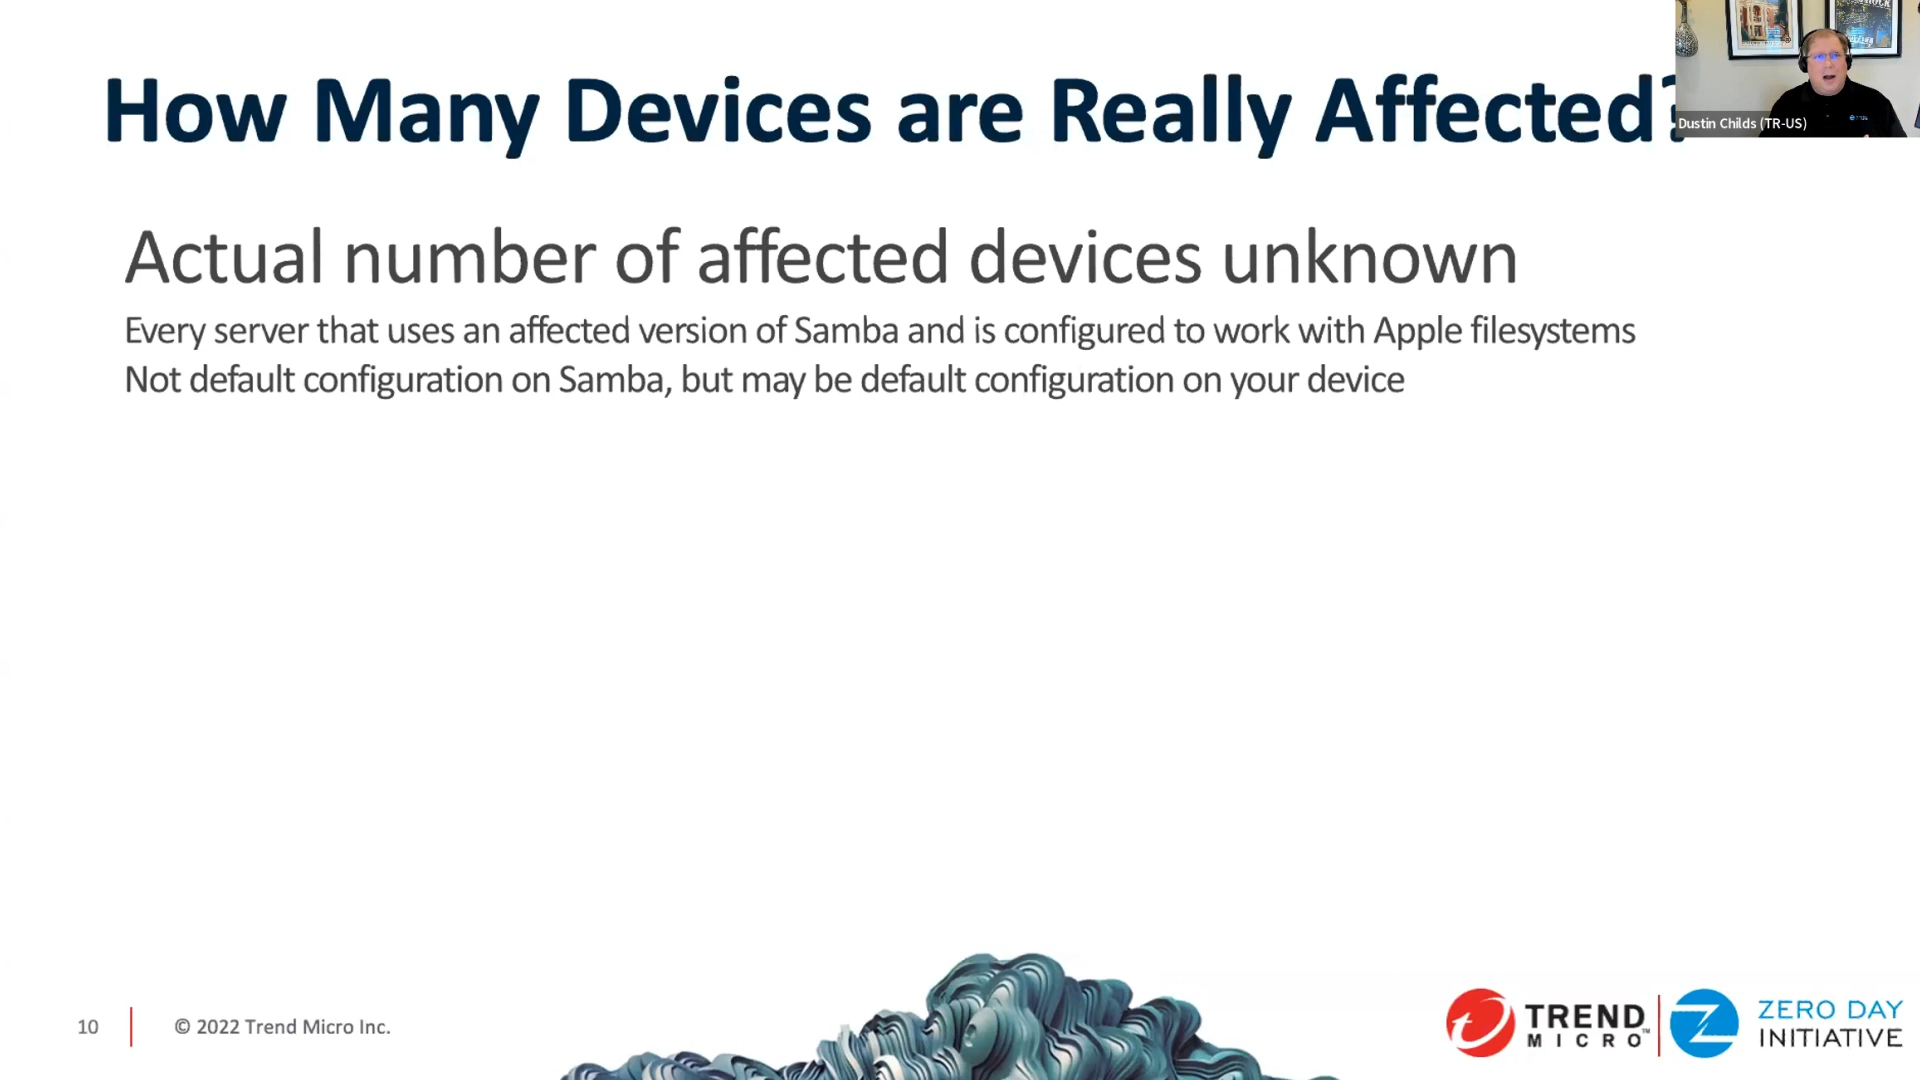 How Many Devices are Really Affected?
Dustin Childs (TR-US)
Actual number of affected devices unknown
Every server that uses an affected version of Samba and is configured to work with Apple filesystems
Not default configuration on Samba, but may be default configuration on your device
10
© 2022 Trend Micro Inc.
TREND
MICRO™
ZERO DAY
INITIATIVE